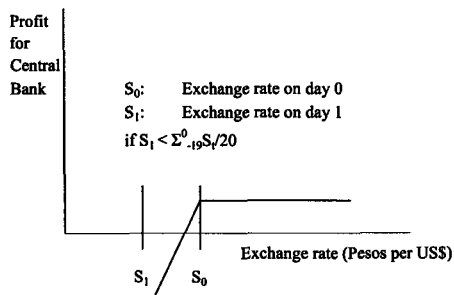 Profit
for
Central
Bank
S₀: Exchange rate on day 0
S₁: Exchange rate on day 1
if S₁ < Σ⁰₋₁₉Sₜ/20
Exchange rate (Pesos per US$)
S₁ S₀